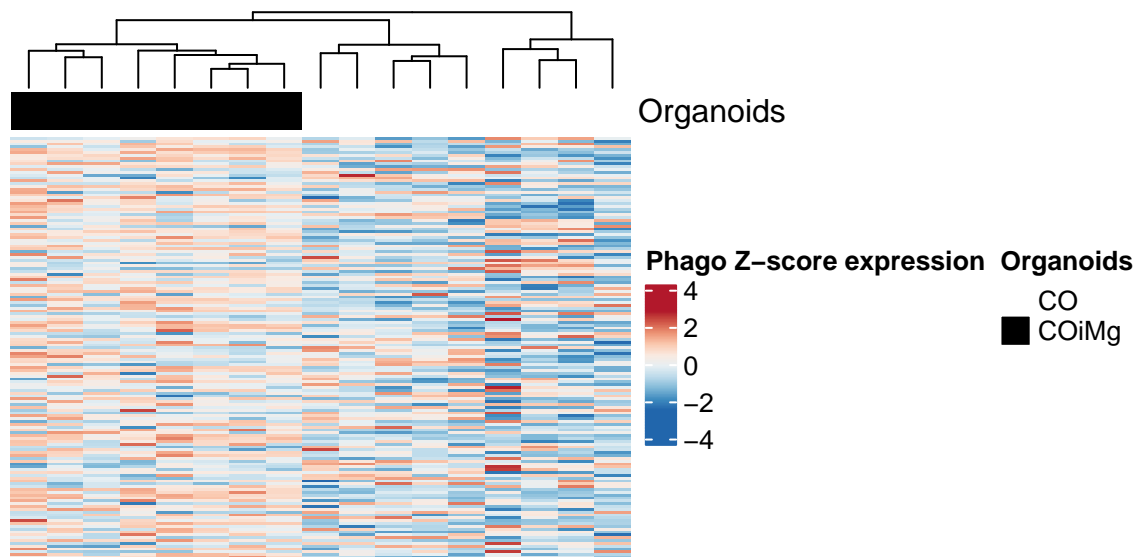 Organoids
Phago Z−score expression
4
2
0
−2
−4
Organoids
CO
COiMg